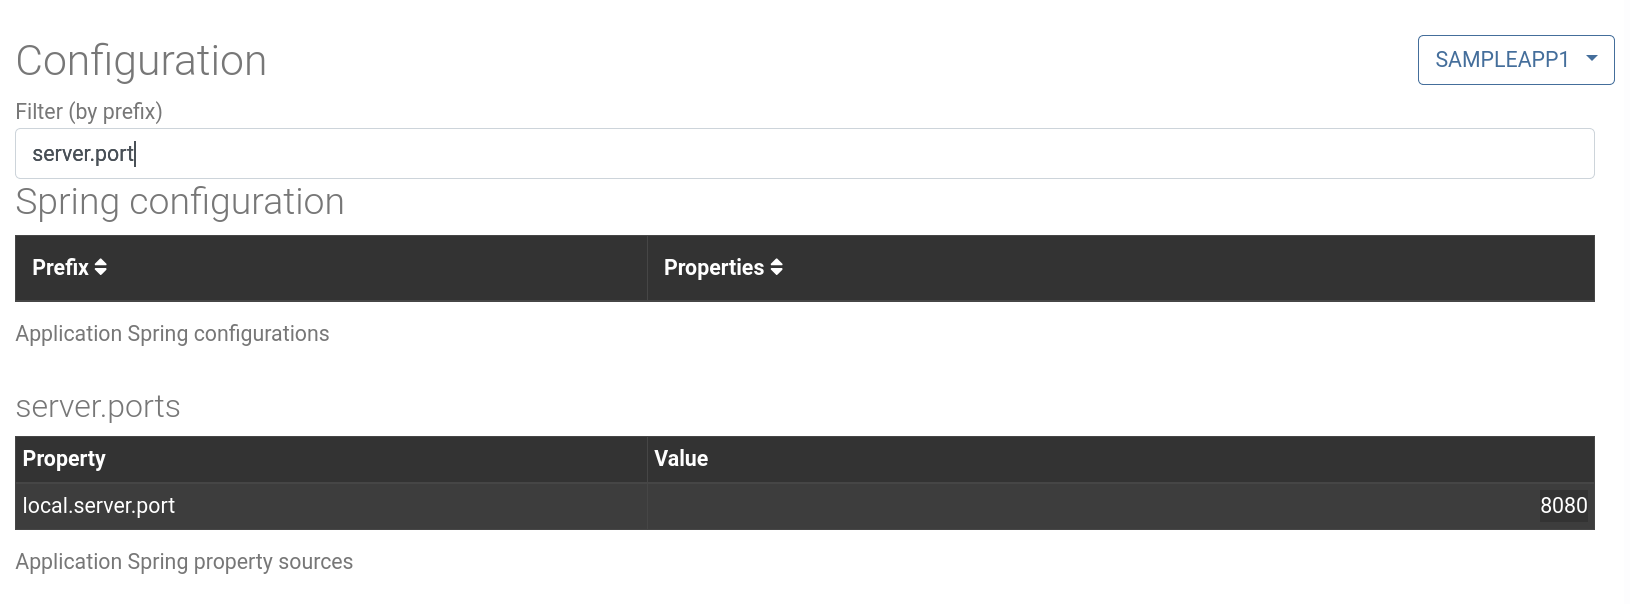 Configuration
SAMPLEAPP1
Filter (by prefix)
server.port
Spring configuration
Prefix Properties
Application Spring configurations
server.ports
Property Value
local.server.port 8080
Application Spring property sources